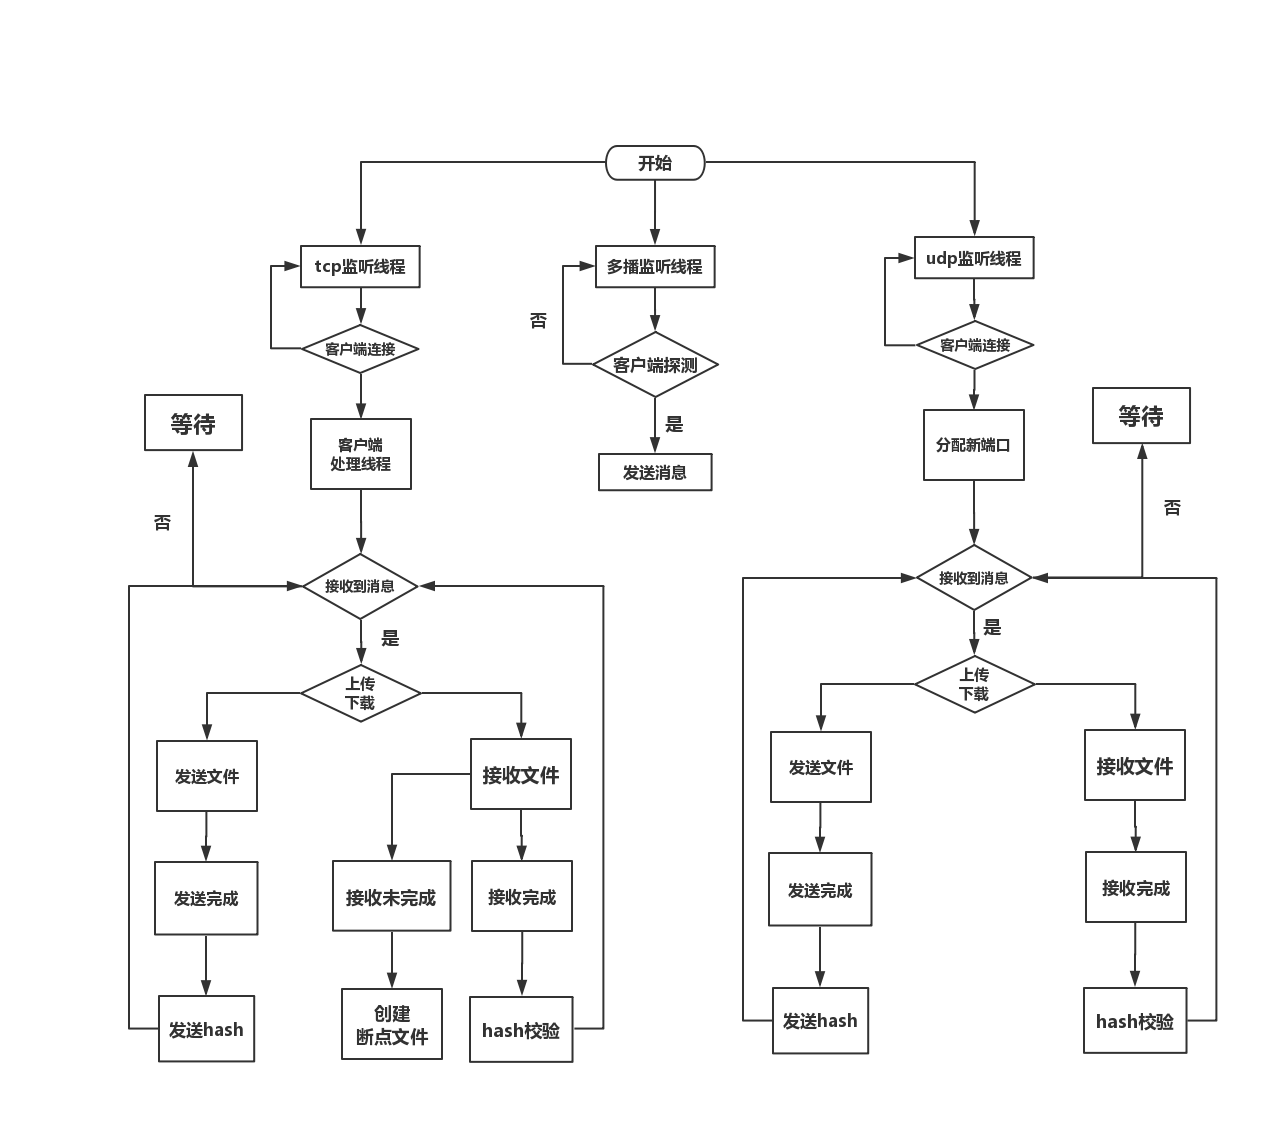 开始
tcp监听线程
多播监听线程
udp监听线程
否
客户端连接
客户端探测
客户端连接
等待
客户端
处理线程
是
发送消息
分配新端口
等待
否
否
接收到消息
接收到消息
是
是
上传
下载
上传
下载
发送文件
接收文件
发送文件
接收文件
发送完成
接收未完成
接收完成
发送完成
接收完成
发送hash
创建
断点文件
hash校验
发送hash
hash校验